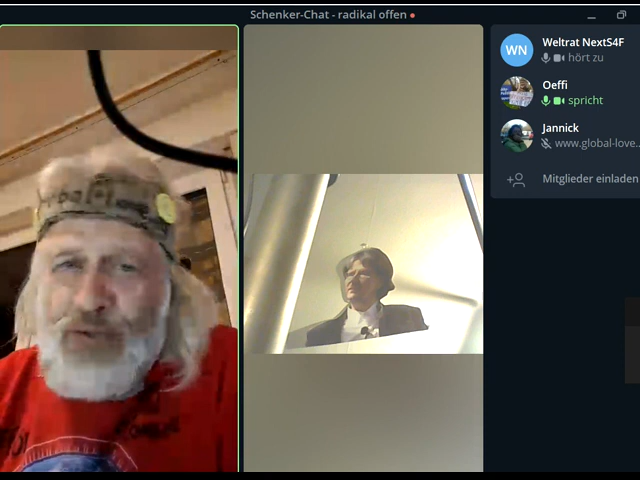 Schenker-Chat - radikal offen
WN
Weltrat NextS4F
hört zu
Oeffi
spricht
Jannick
www.global-love...
Mitglieder einladen